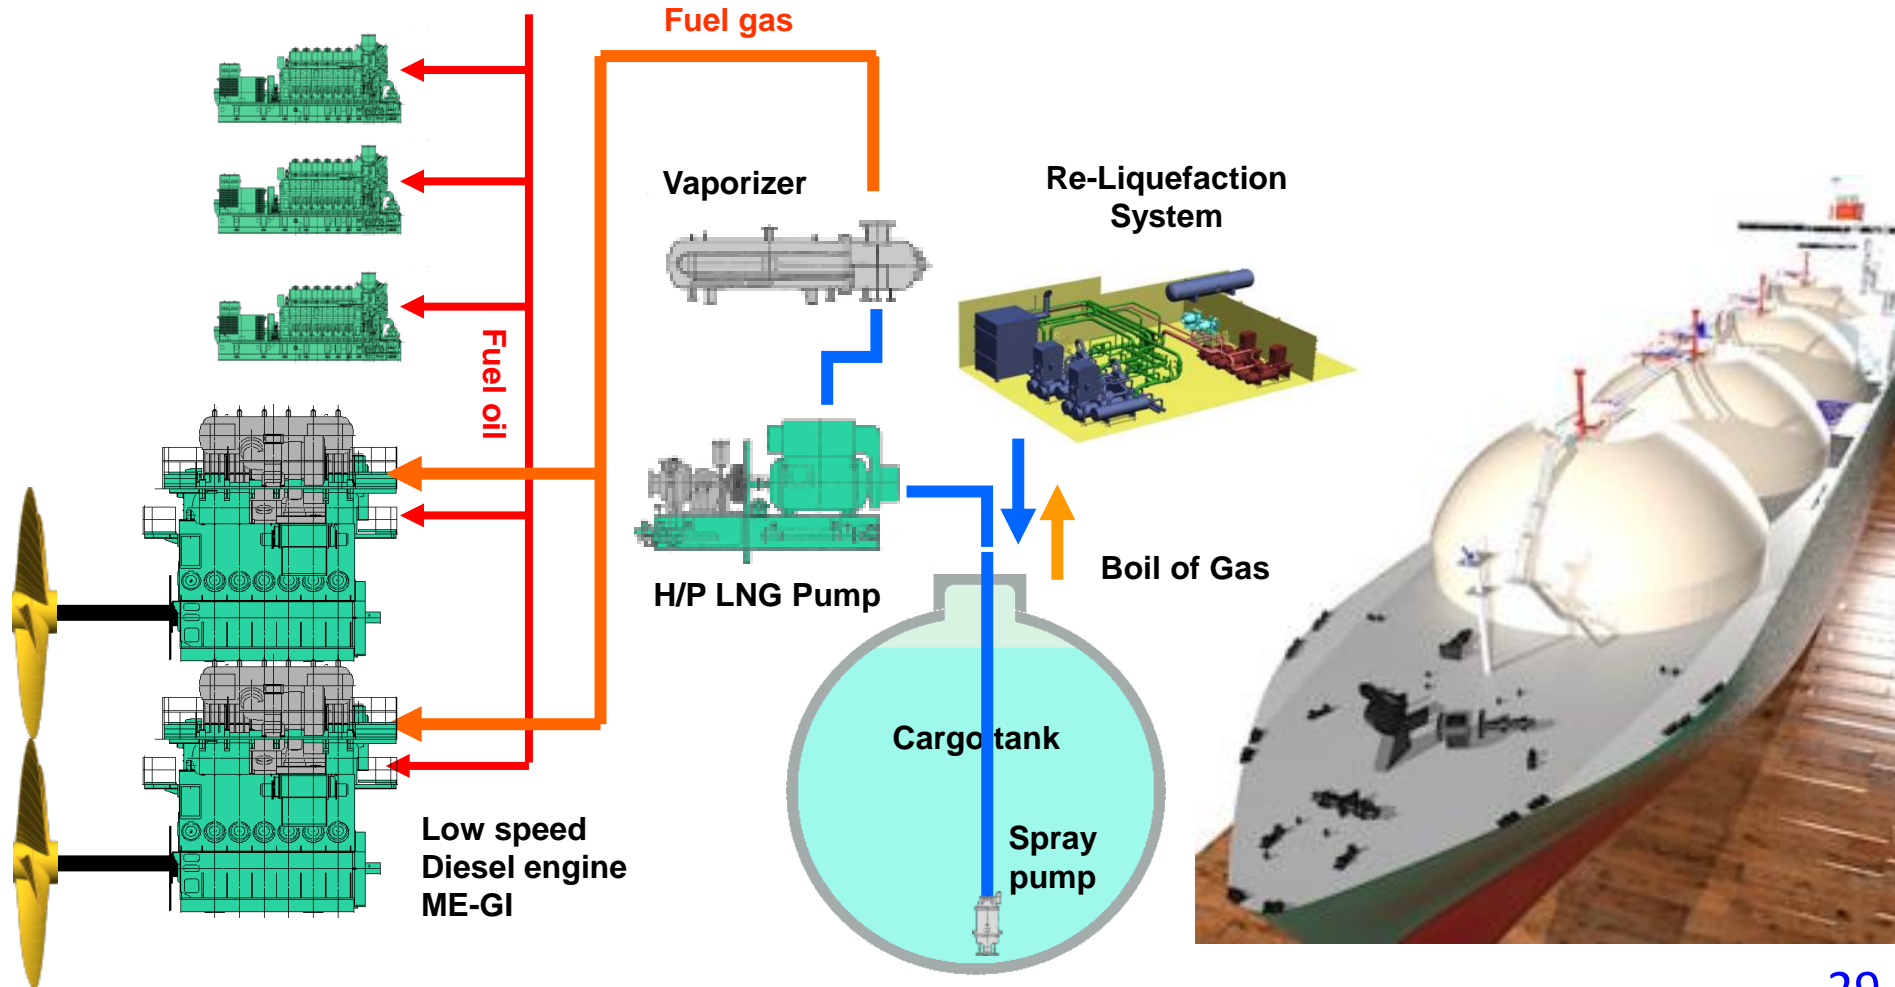 Fuel gas
Vaporizer
Re-Liquefaction
System
Fuel oil
H/P LNG Pump
Boil of Gas
Cargo tank
Spray
pump
Low speed
Diesel engine
ME-GI
29